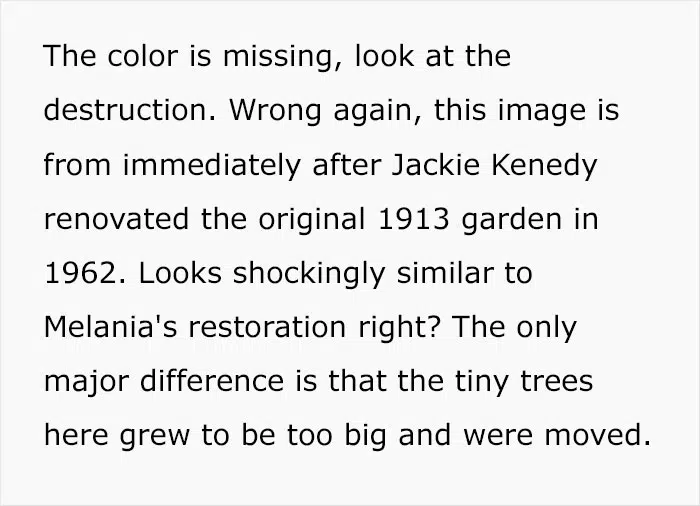 The color is missing, look at the
destruction. Wrong again, this image is
from immediately after Jackie Kenedy
renovated the original 1913 garden in
1962. Looks shockingly similar to
Melania's restoration right? The only
major difference is that the tiny trees
here grew to be too big and were moved.